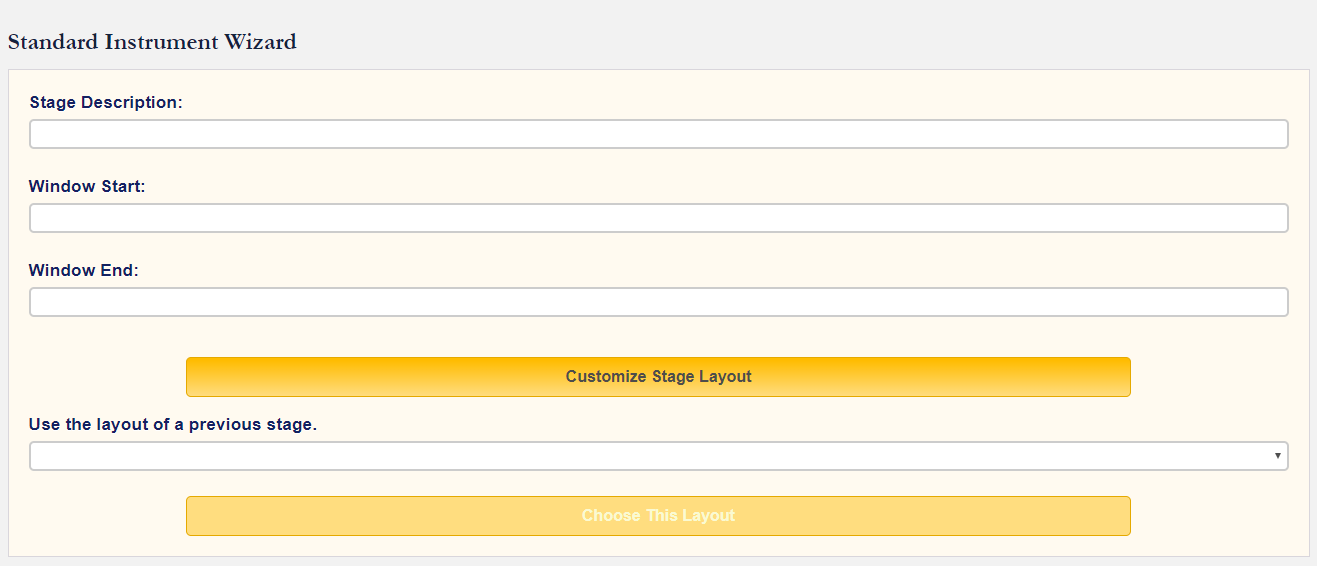 Standard Instrument Wizard
Stage Description:
Window Start:
Window End:
Customize Stage Layout
Use the layout of a previous stage.
Choose This Layout